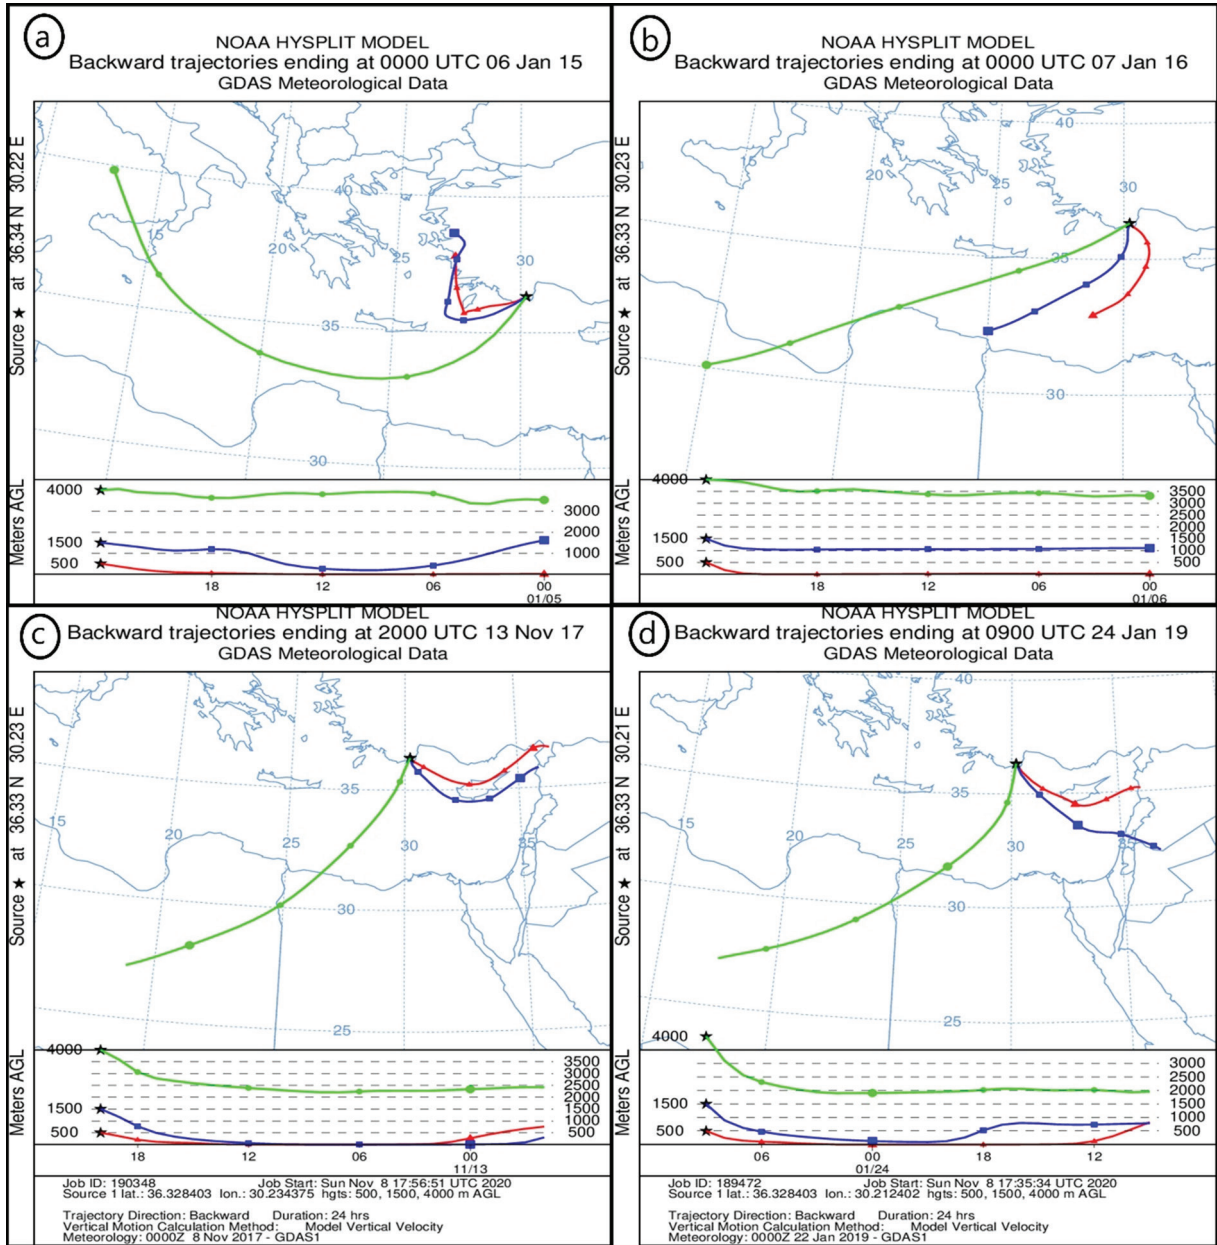 a
NOAA HYSPLIT MODEL
Backward trajectories ending at 0000 UTC 06 Jan 15
GDAS Meteorological Data
Source ★ at 36.34 N 30.22 E
40
15
20
25
30
35
30
Meters AGL
4000
1500
500
3000
2000
1000
18
12
06
00
01/05
b
NOAA HYSPLIT MODEL
Backward trajectories ending at 0000 UTC 07 Jan 16
GDAS Meteorological Data
Source ★ at 36.33 N 30.23 E
40
15
20
25
30
35
30
Meters AGL
4000
1500
500
3500
3000
2500
2000
1500
1000
500
18
12
06
00
01/06
c
NOAA HYSPLIT MODEL
Backward trajectories ending at 2000 UTC 13 Nov 17
GDAS Meteorological Data
Source ★ at 36.33 N 30.23 E
35
15
20
25
30
35
30
25
Meters AGL
4000
1500
500
3500
3000
2500
2000
1500
1000
500
18
12
06
00
11/13
Job ID: 190348 Job Start: Sun Nov 8 17:56:51 UTC 2020
Source 1 lat.: 36.328403 lon.: 30.234375 hgts: 500, 1500, 4000 m AGL
Trajectory Direction: Backward Duration: 24 hrs
Vertical Motion Calculation Method: Model Vertical Velocity
Meteorology: 0000Z 8 Nov 2017 - GDAS1
d
NOAA HYSPLIT MODEL
Backward trajectories ending at 0900 UTC 24 Jan 19
GDAS Meteorological Data
Source ★ at 36.33 N 30.21 E
40
35
15
20
25
30
35
30
25
Meters AGL
4000
1500
500
3000
2500
2000
1500
1000
500
06
00
18
12
01/24
Job ID: 189472 Job Start: Sun Nov 8 17:35:34 UTC 2020
Source 1 lat.: 36.328403 lon.: 30.212402 hgts: 500, 1500, 4000 m AGL
Trajectory Direction: Backward Duration: 24 hrs
Vertical Motion Calculation Method: Model Vertical Velocity
Meteorology: 0000Z 22 Jan 2019 - GDAS1